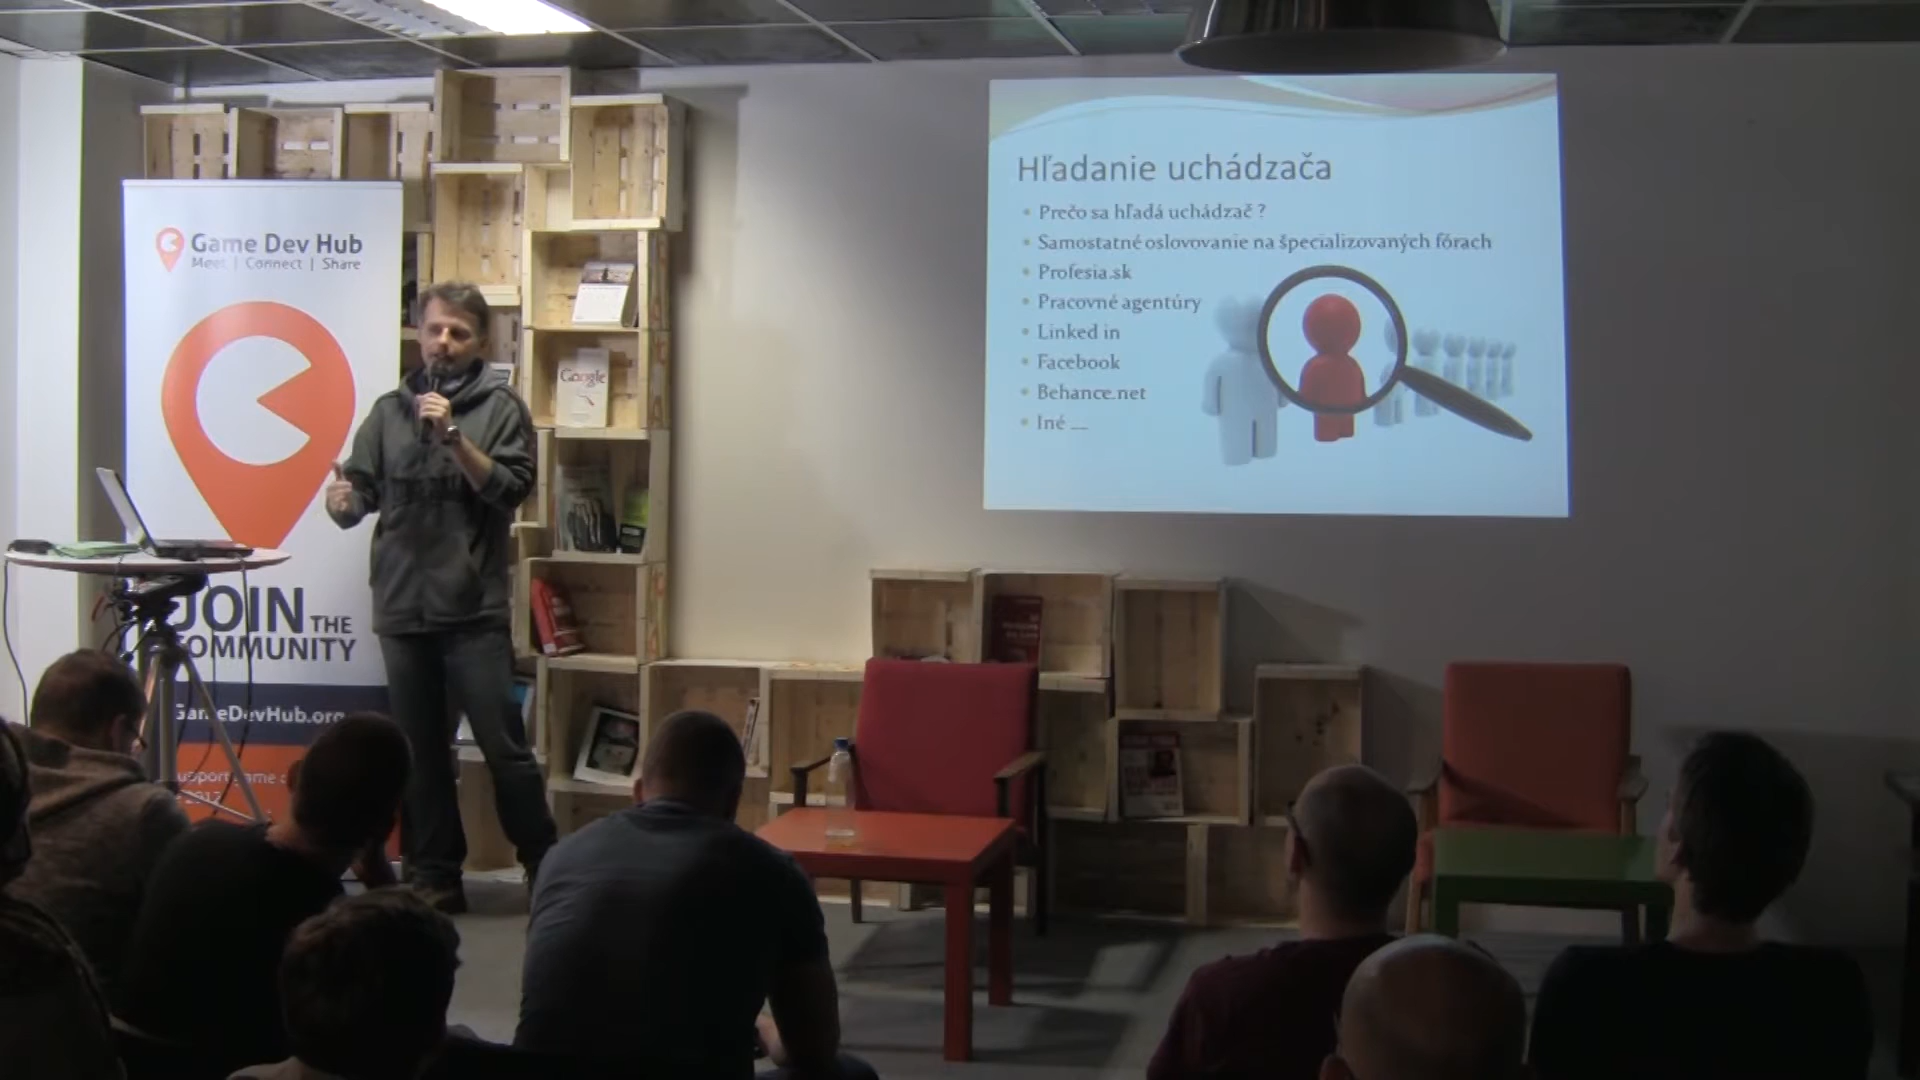 Game Dev Hub
Meet | Connect | Share
JOIN THE
COMMUNITY
GameDevHub.org
Google
Hľadanie uchádzača
Prečo sa hľadá uchádzač ?
Samostatné oslovovanie na špecializovaných fórach
Profesia.sk
Pracovné agentúry
Linked in
Facebook
Behance.net
Iné ...